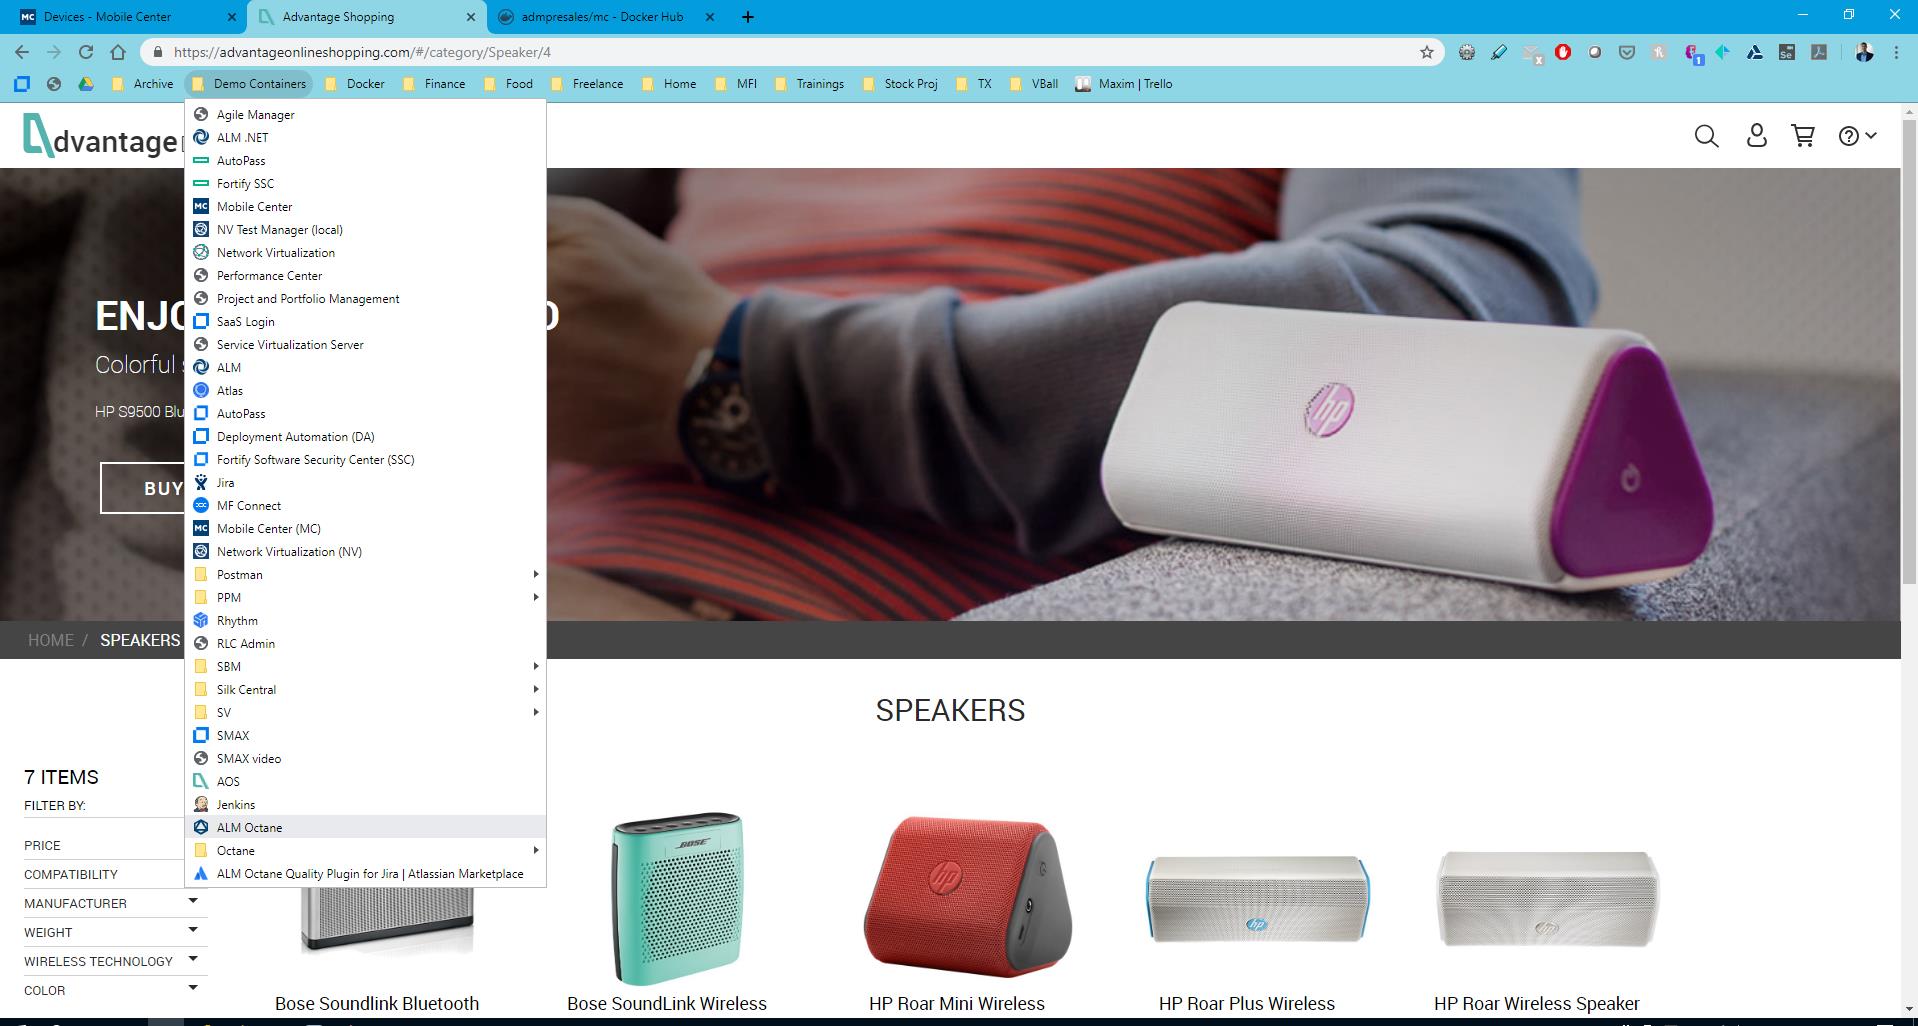 MC Devices - Mobile Center
Advantage Shopping
admpresales/mc - Docker Hub
https://advantageonlineshopping.com/#/category/Speaker/4
Archive
Demo Containers
Docker
Finance
Food
Freelance
Home
MFI
Trainings
Stock Proj
TX
VBall
Maxim | Trello
dvantage
Agile Manager
ALM .NET
AutoPass
Fortify SSC
MC Mobile Center
NV Test Manager (local)
Network Virtualization
Performance Center
Project and Portfolio Management
SaaS Login
Service Virtualization Server
ALM
Atlas
AutoPass
Deployment Automation (DA)
Fortify Software Security Center (SSC)
Jira
MF Connect
MC Mobile Center (MC)
Network Virtualization (NV)
Postman
PPM
Rhythm
RLC Admin
SBM
Silk Central
SV
SMAX
SMAX video
AOS
Jenkins
ALM Octane
Octane
ALM Octane Quality Plugin for Jira | Atlassian Marketplace
Colorful
HP S9500 Blu
BUY
hp
HOME / SPEAKERS
SPEAKERS
7 ITEMS
FILTER BY:
PRICE
COMPATIBILITY
MANUFACTURER
WEIGHT
WIRELESS TECHNOLOGY
COLOR
BOSE
hp
hp
hp
Bose Soundlink Bluetooth
Bose SoundLink Wireless
HP Roar Mini Wireless
HP Roar Plus Wireless
HP Roar Wireless Speaker